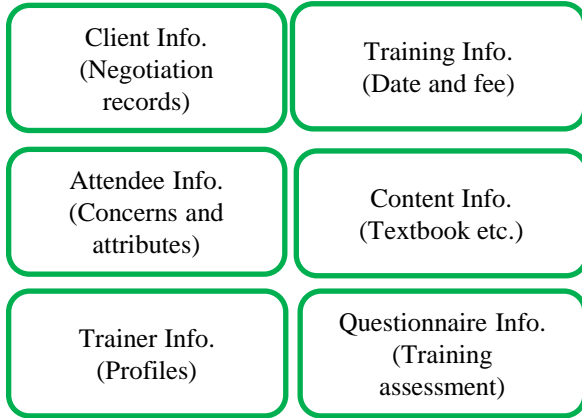 Client Info.
(Negotiation
records)
Training Info.
(Date and fee)
Attendee Info.
(Concerns and
attributes)
Content Info.
(Textbook etc.)
Trainer Info.
(Profiles)
Questionnaire Info.
(Training
assessment)